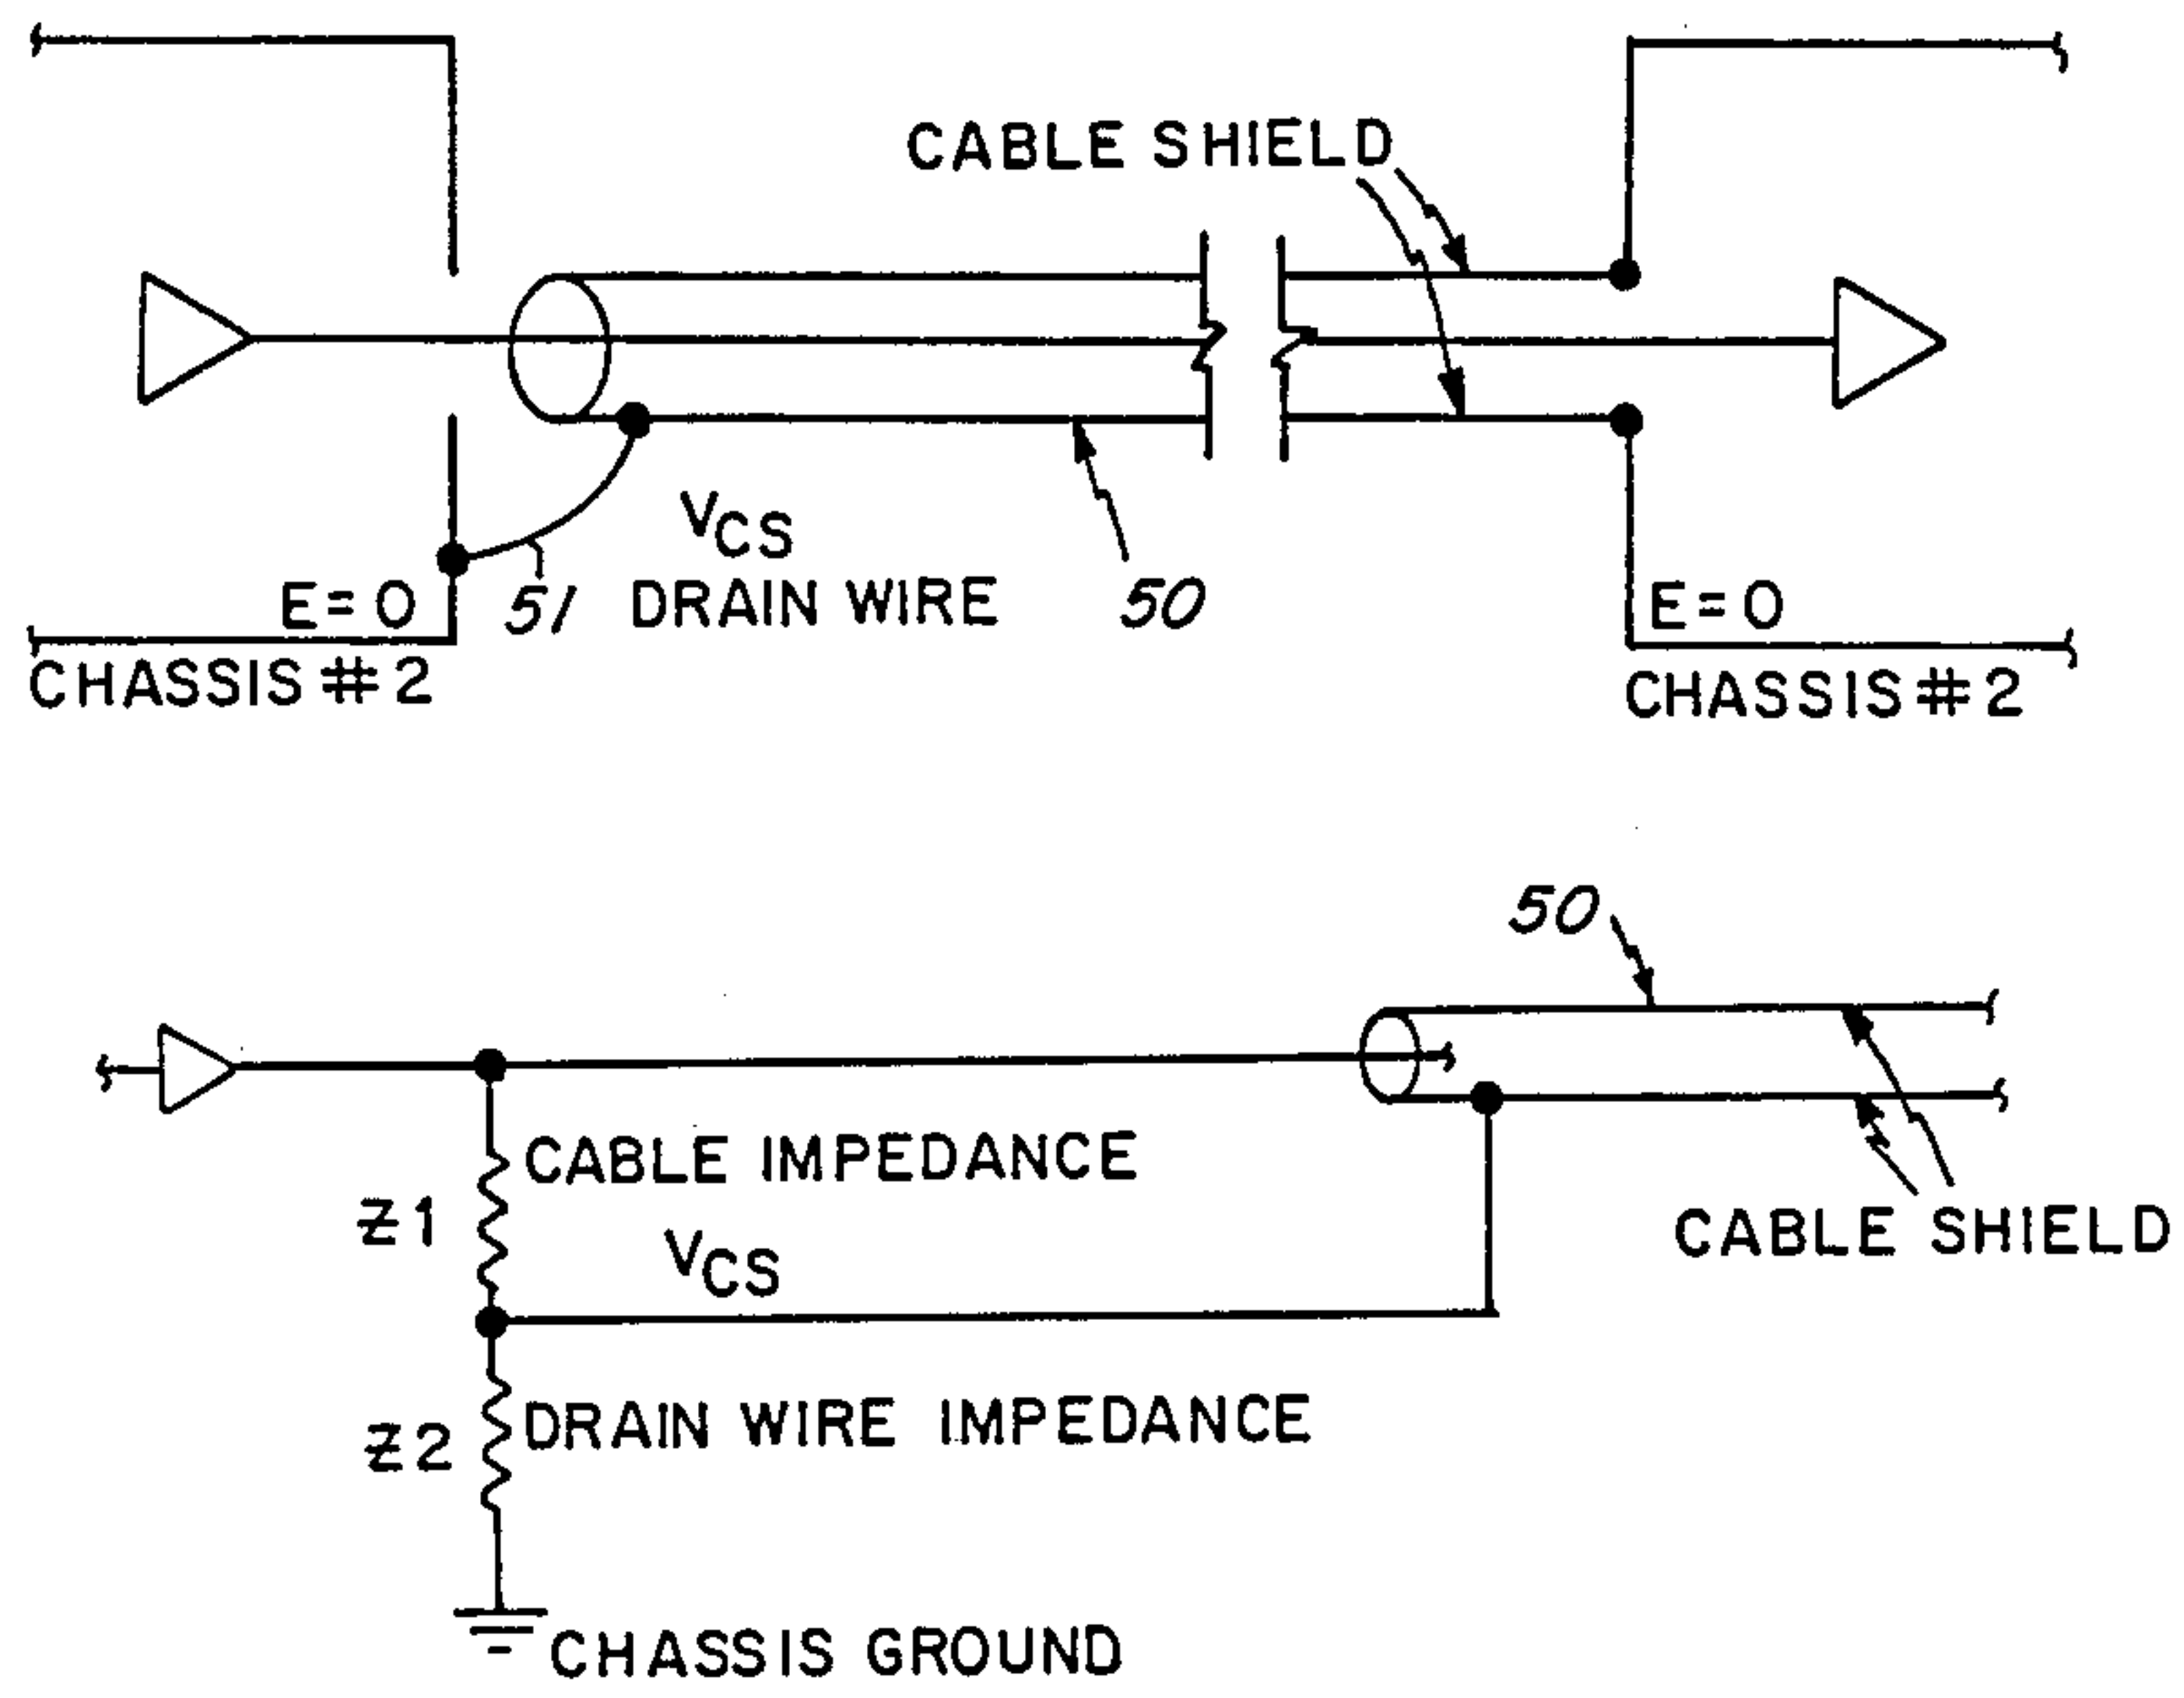 CABLE SHIELD
VCS
E=0
51
DRAIN WIRE
50
E=0
CHASSIS #2
CHASSIS #2
50
CABLE IMPEDANCE
Z1
VCS
CABLE SHIELD
Z2
DRAIN WIRE IMPEDANCE
CHASSIS GROUND